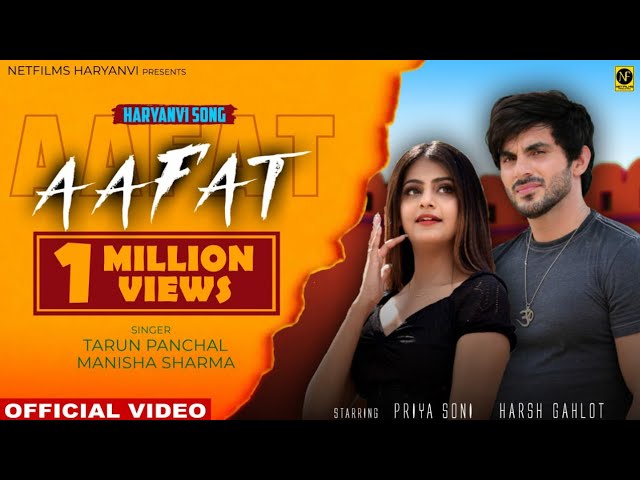 NETFILMS HARYANVI PRESENTS
NF
HARYANVI SONG
AAFAT
AAFAT
1 MILLION
VIEWS
SINGER
TARUN PANCHAL
MANISHA SHARMA
OFFICIAL VIDEO
STARRING PRIYA SONI HARSH GAHLOT